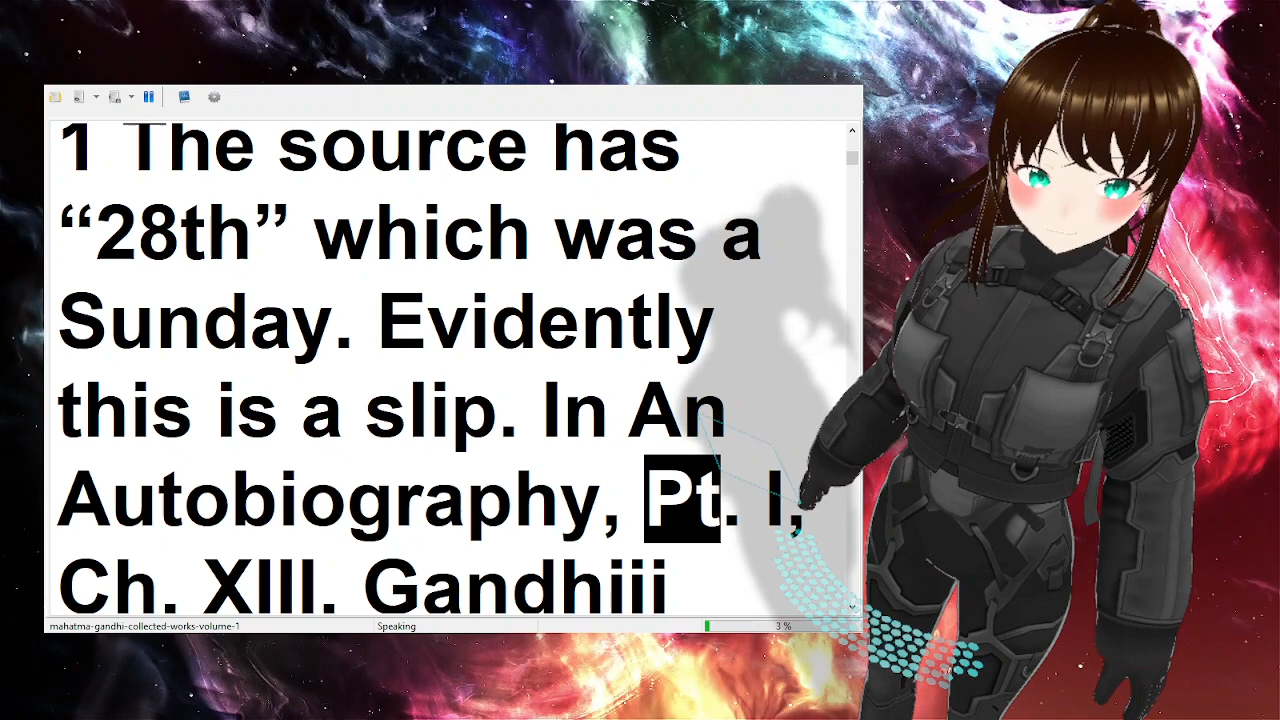 1 The source has
“28th” which was a
Sunday. Evidently
this is a slip. In An
Autobiography, Pt. I,
Ch. XIII. Gandhiii
mahatma-gandhi-collected-works-volume-1
Speaking
3 %